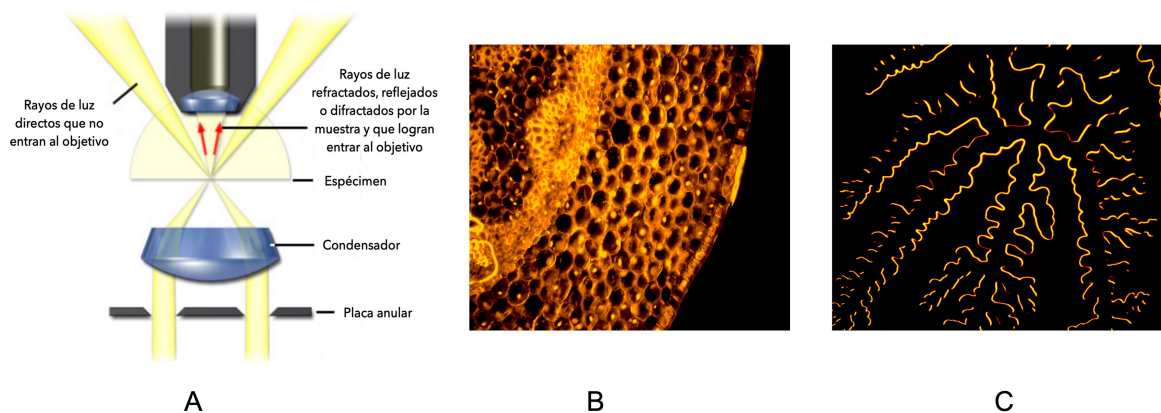 Rayos de luz
directos que no
entran al objetivo
Rayos de luz
refractados, reflejados
o difractados por la
muestra y que logran
entrar al objetivo
Espécimen
Condensador
Placa anular
A
B
C